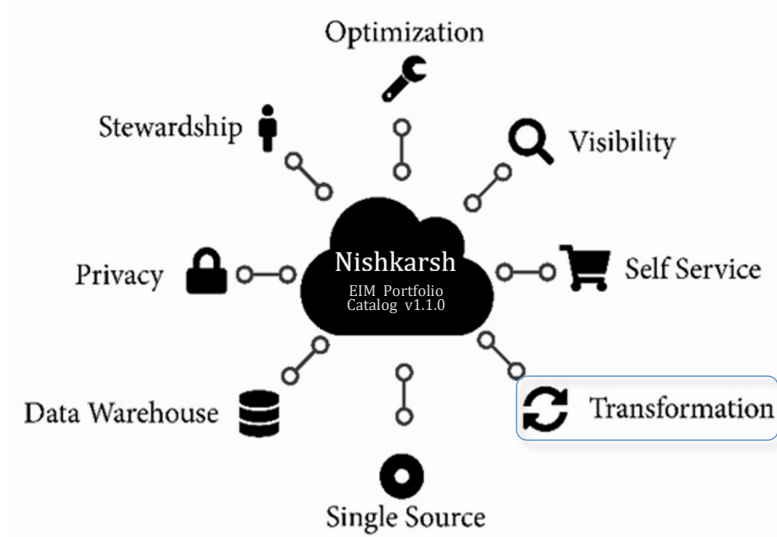 Optimization
Stewardship
Visibility
Nishkarsh
EIM Portfolio
Catalog v1.1.0
Privacy
Self Service
Data Warehouse
Transformation
Single Source